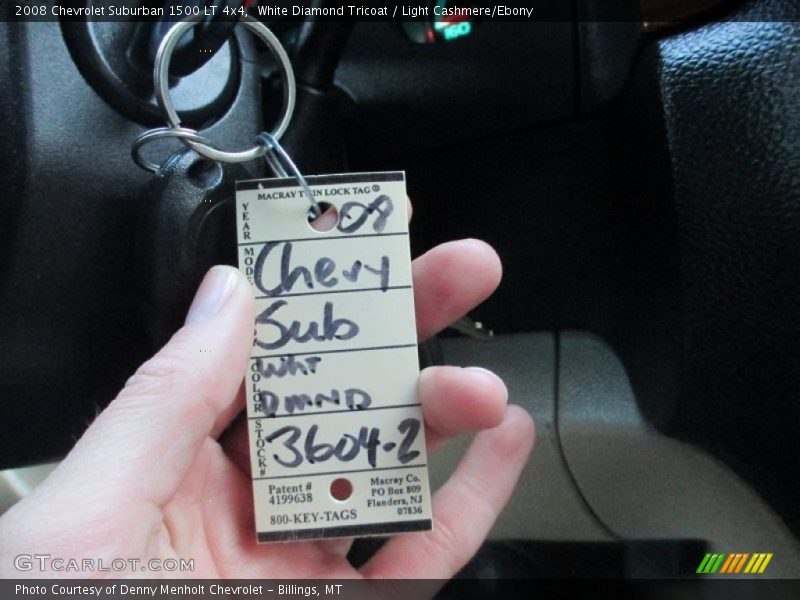 2008 Chevrolet Suburban 1500 LT 4x4, White Diamond Tricoat / Light Cashmere/Ebony
160
MACRAY TWIN LOCK TAG®
YEAR 08
MODEL Chevy
Sub
COLOR Wht
DMND
STOCK# 3604-2
Patent #
4199638
800-KEY-TAGS
Macray Co.
PO Box 809
Flanders, NJ
07836
GTCARLOT.COM
Photo Courtesy of Denny Menholt Chevrolet – Billings, MT